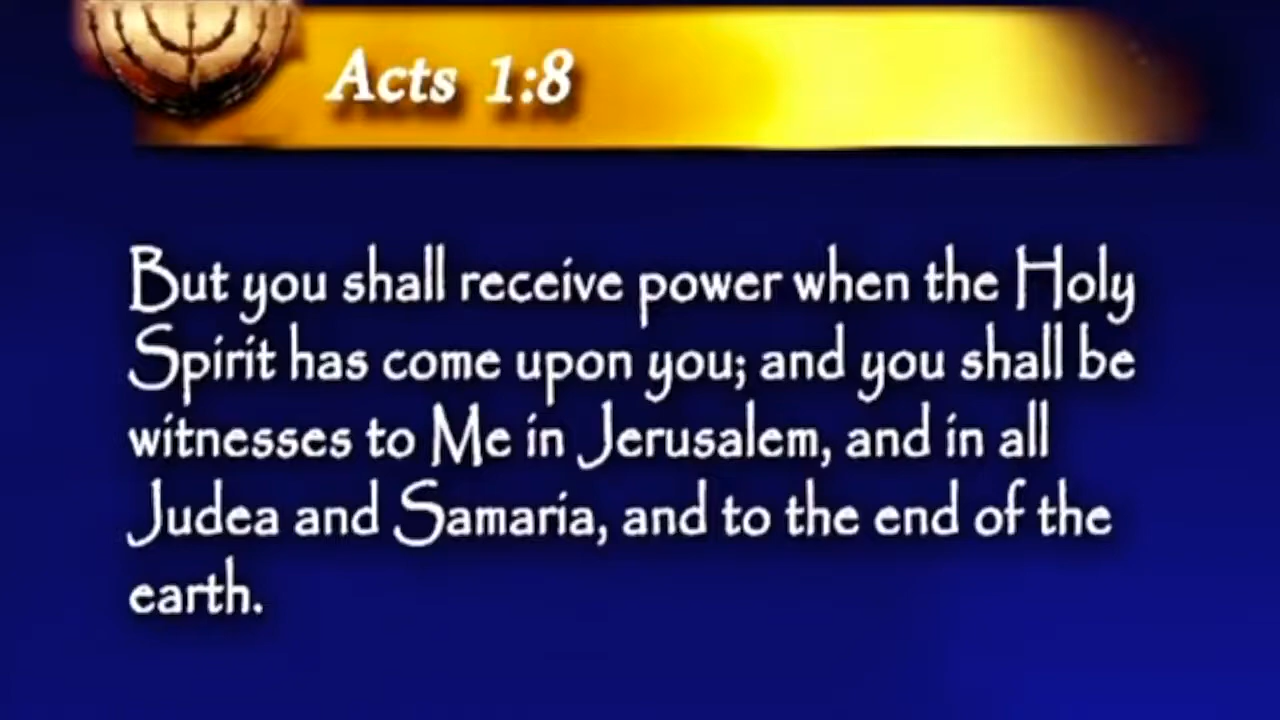 Acts 1:8
But you shall receive power when the Holy
Spirit has come upon you; and you shall be
witnesses to Me in Jerusalem, and in all
Judea and Samaria, and to the end of the
earth.